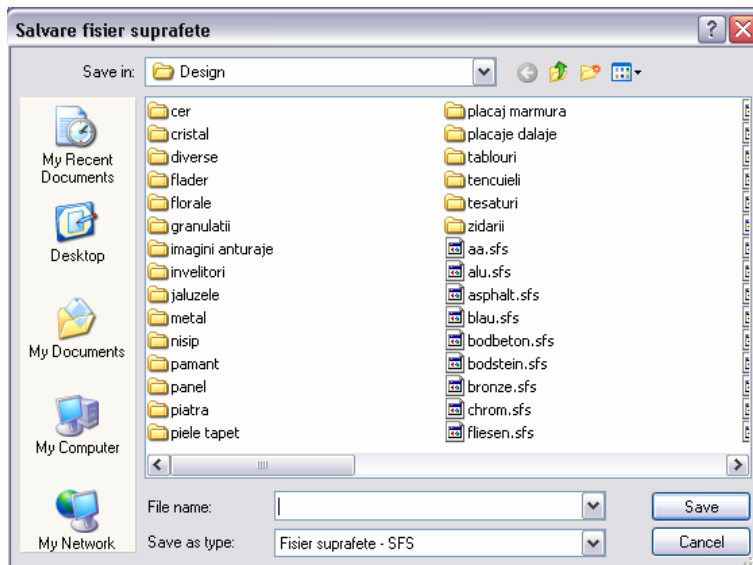 Salvare fisier suprafete
Save in:
Design
My Recent
Documents
Desktop
My Documents
My Computer
My Network
cer
cristal
diverse
flader
florale
granulatii
imagini anturaje
invelitori
jaluzele
metal
nisip
pamant
panel
piatra
piele tapet
placaj marmura
placaje dalaje
tablouri
tencuieli
tesaturi
zidarii
aa.sfs
alu.sfs
asphalt.sfs
blau.sfs
bodbeton.sfs
bodstein.sfs
bronze.sfs
chrom.sfs
fliesen.sfs
File name:
Save
Save as type:
Fisier suprafete - SFS
Cancel